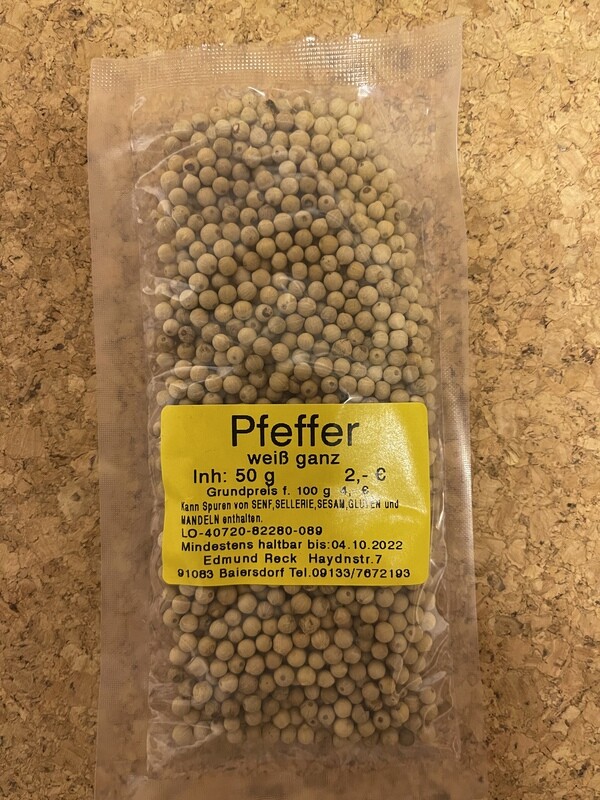 Pfeffer
weiß ganz
Inh: 50 g 2,- €
Grundpreis f. 100 g 4,- €
Kann Spuren von SENF,SELLERIE,SESAM,GLUTEN und
MANDELN enthalten.
LO-40720-82280-089
Mindestens haltbar bis:04.10.2022
Edmund Reck Haydnstr.7
91083 Baiersdorf Tel.09133/7672193